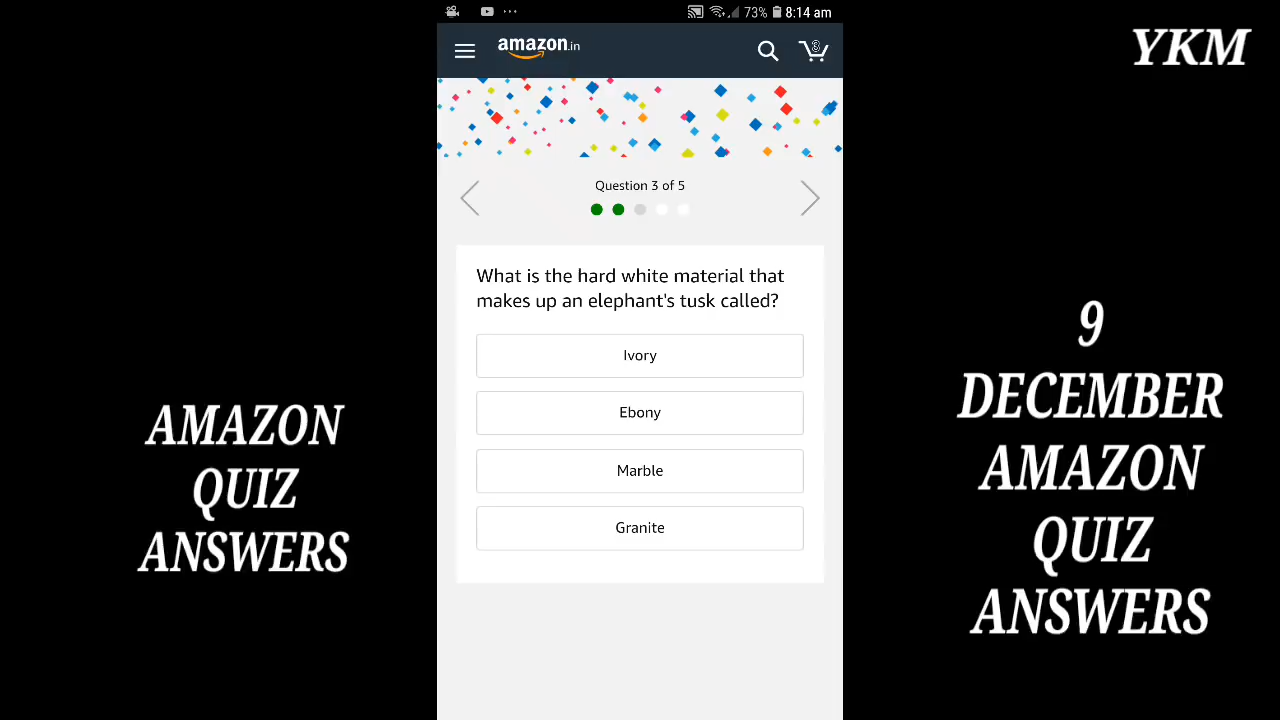 73% 8:14 am
amazon.in
3
YKM
Question 3 of 5
What is the hard white material that
makes up an elephant's tusk called?
Ivory
Ebony
Marble
Granite
AMAZON
QUIZ
ANSWERS
9
DECEMBER
AMAZON
QUIZ
ANSWERS